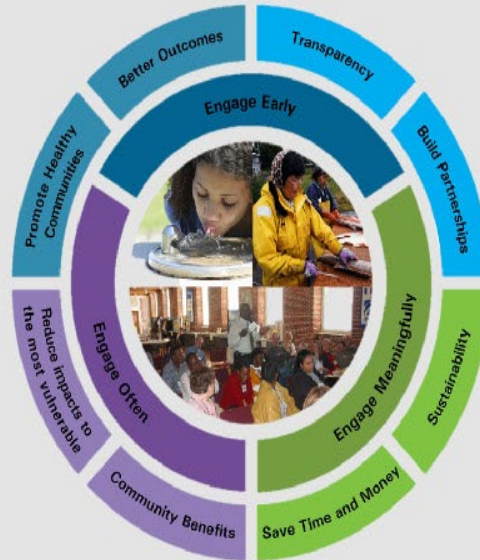 Better Outcomes
Transparency
Build Partnerships
Sustainability
Save Time and Money
Community Benefits
Reduce impacts to
the most vulnerable
Promote Healthy
Communities
Engage Early
Engage Meaningfully
Engage Often